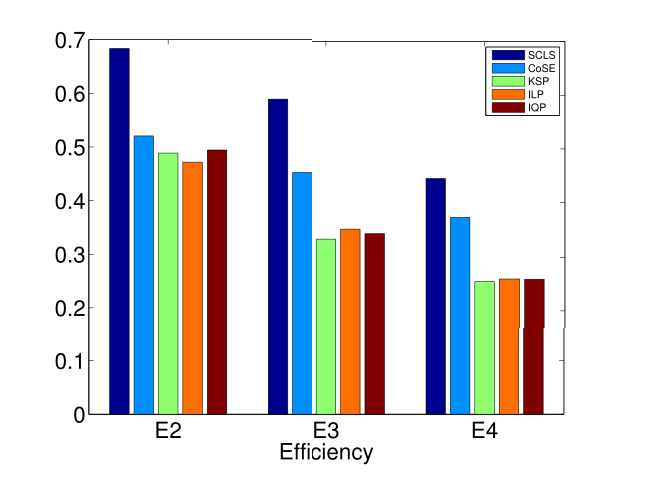 0.7
0.6
0.5
0.4
0.3
0.2
0.1
0
SCLS
CoSE
KSP
ILP
IQP
E2 E3 E4
Efficiency